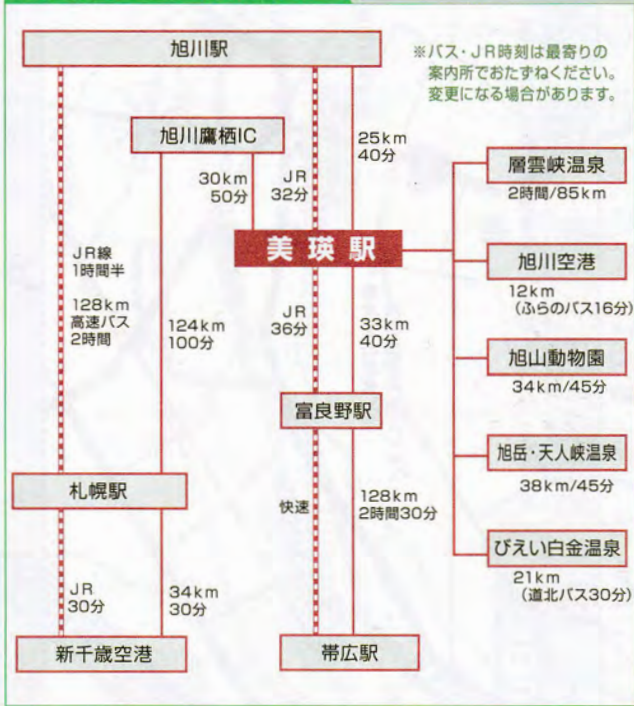 旭川駅
※バス・JR時刻は最寄りの
案内所でおたずねください。
変更になる場合があります。
旭川鷹栖IC
25km
40分
30km
50分
JR
32分
層雲峡温泉
2時間/85km
美瑛駅
JR線
1時間半
128km
高速バス
2時間
旭川空港
12km
（ふらのバス16分）
124km
100分
JR
36分
33km
40分
旭山動物園
34km/45分
富良野駅
旭岳・天人峡温泉
38km/45分
札幌駅
快速
128km
2時間30分
びえい白金温泉
21km
（道北バス30分）
JR
30分
34km
30分
新千歳空港
帯広駅